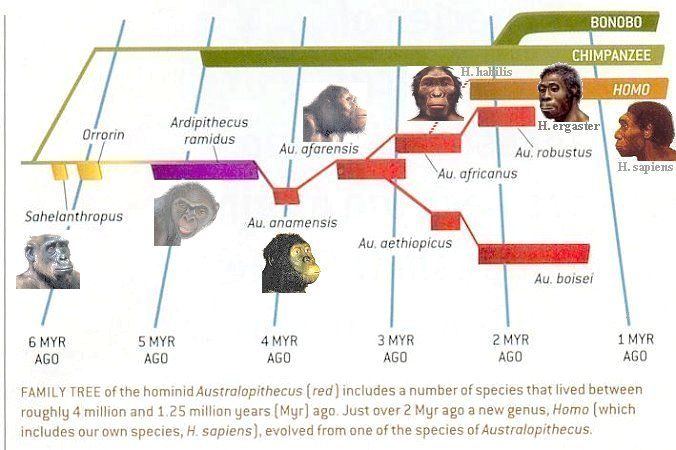 BONOBO
CHIMPANZEE
H. habilis
HOMO
Orrorin
Ardipithecus
ramidus
Au. afarensis
H. ergaster
Au. robustus
H. sapiens
Au. africanus
Sahelanthropus
Au. anamensis
Au. aethiopicus
Au. boisei
6 MYR
AGO
5 MYR
AGO
4 MYR
AGO
3 MYR
AGO
2 MYR
AGO
1 MYR
AGO
FAMILY TREE of the hominid Australopithecus (red) includes a number of species that lived between
roughly 4 million and 1.25 million years (Myr) ago. Just over 2 Myr ago a new genus, Homo (which
includes our own species, H. sapiens), evolved from one of the species of Australopithecus.